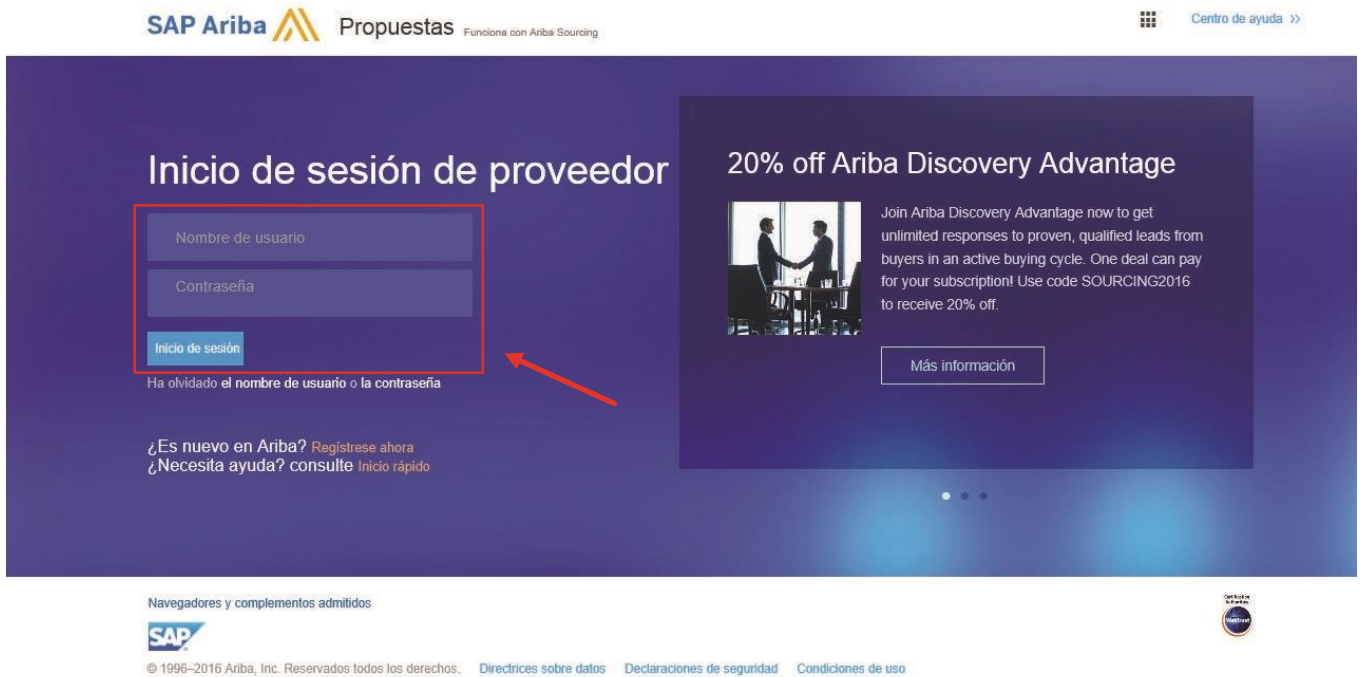 SAP Ariba Propuestas Funciona con Ariba Sourcing
Centro de ayuda »
Inicio de sesión de proveedor
Nombre de usuario
Contraseña
Inicio de sesión
Ha olvidado el nombre de usuario o la contraseña
¿Es nuevo en Ariba? Regístrese ahora
¿Necesita ayuda? consulte Inicio rápido
20% off Ariba Discovery Advantage
Join Ariba Discovery Advantage now to get
unlimited responses to proven, qualified leads from
buyers in an active buying cycle. One deal can pay
for your subscription! Use code SOURCING2016
to receive 20% off.
Más información
Navegadores y complementos admitidos
SAP
© 1996–2016 Ariba, Inc. Reservados todos los derechos. Directrices sobre datos Declaraciones de seguridad Condiciones de uso